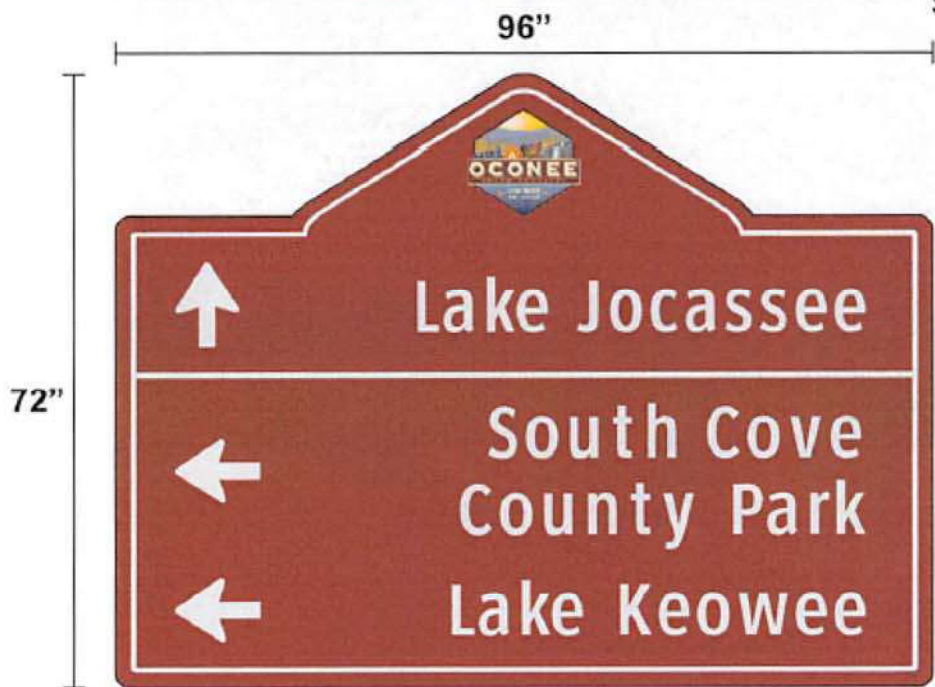 96”
72”
OCONEE
Lake Jocassee
South Cove
County Park
Lake Keowee